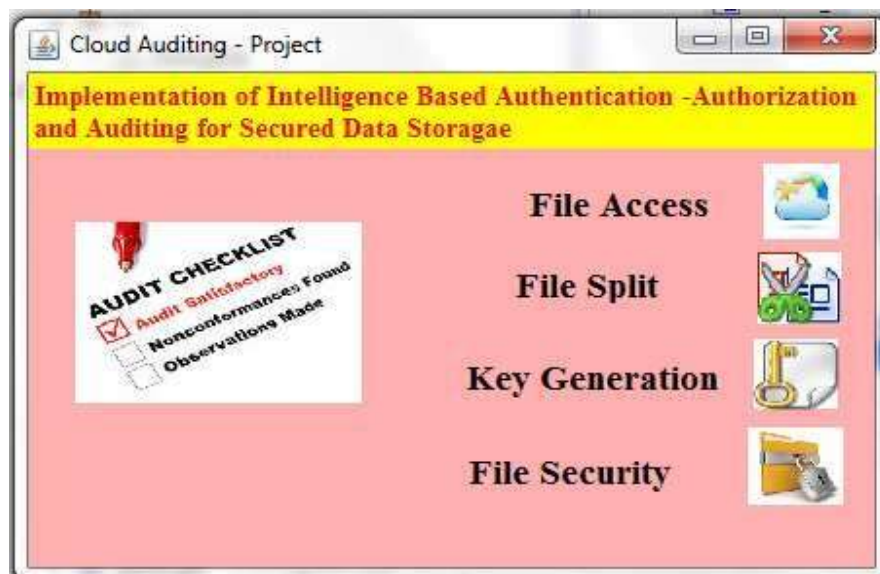 Cloud Auditing - Project
Implementation of Intelligence Based Authentication -Authorization
and Auditing for Secured Data Storagae
File Access
AUDIT CHECKLIST
Audit Satisfactory
Nonconformances Found
Observations Made
File Split
Key Generation
File Security